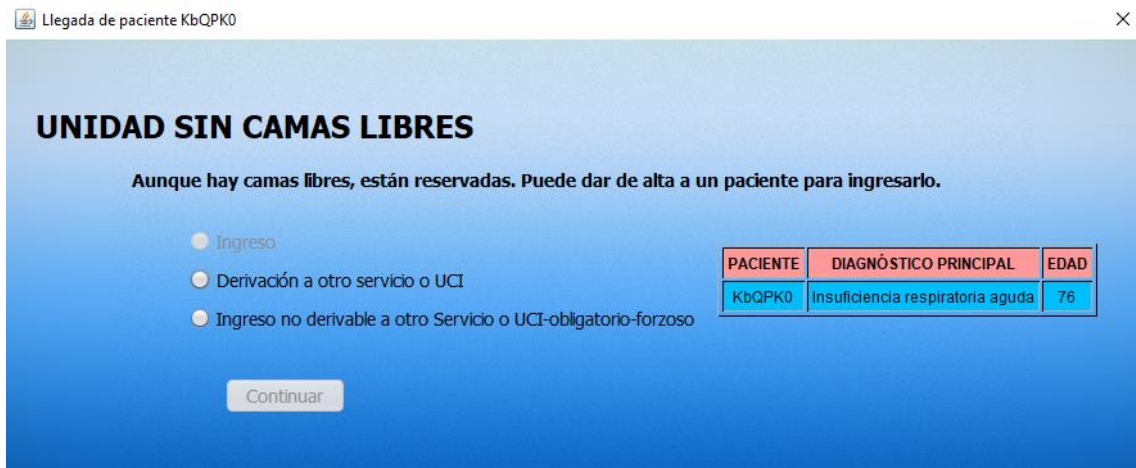 Llegada de paciente KbQPK0
UNIDAD SIN CAMAS LIBRES
Aunque hay camas libres, están reservadas. Puede dar de alta a un paciente para ingresarlo.
Ingreso
Derivación a otro servicio o UCI
Ingreso no derivable a otro Servicio o UCI-obligatorio-forzoso
PACIENTE DIAGNÓSTICO PRINCIPAL EDAD
KbQPK0 Insuficiencia respiratoria aguda 76
Continuar